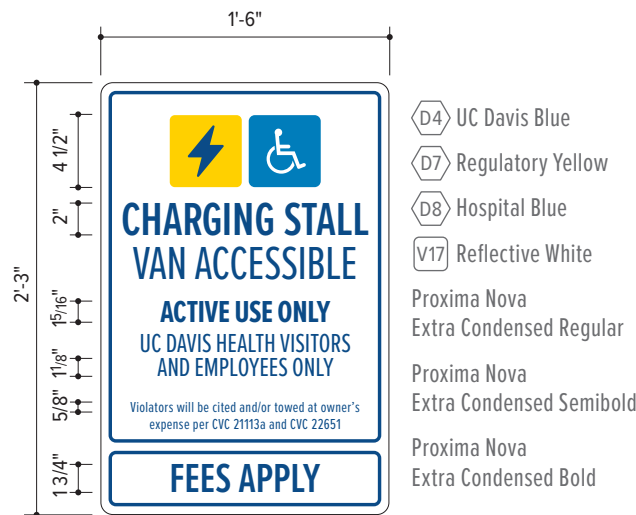 1'-6"
2'-3"
4 1/2"
2"
1 5/16"
1 1/8"
5/8"
1 3/4"
CHARGING STALL
VAN ACCESSIBLE
ACTIVE USE ONLY
UC DAVIS HEALTH VISITORS
AND EMPLOYEES ONLY
Violators will be cited and/or towed at owner's
expense per CVC 21113a and CVC 22651
FEES APPLY
D4 UC Davis Blue
D7 Regulatory Yellow
D8 Hospital Blue
V17 Reflective White
Proxima Nova
Extra Condensed Regular
Proxima Nova
Extra Condensed Semibold
Proxima Nova
Extra Condensed Bold